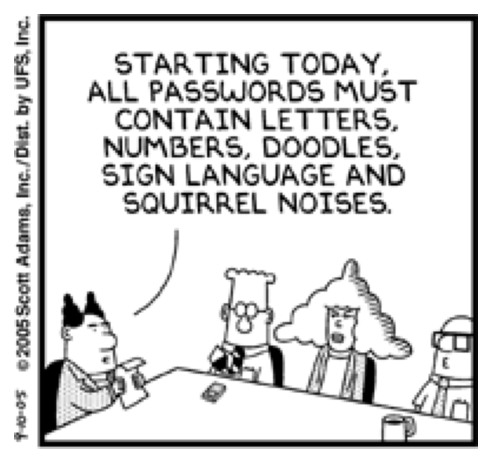 STARTING TODAY,
ALL PASSWORDS MUST
CONTAIN LETTERS,
NUMBERS, DOODLES,
SIGN LANGUAGE AND
SQUIRREL NOISES.
©2005 Scott Adams, Inc./Dist. by UFS, Inc.
9-10-05